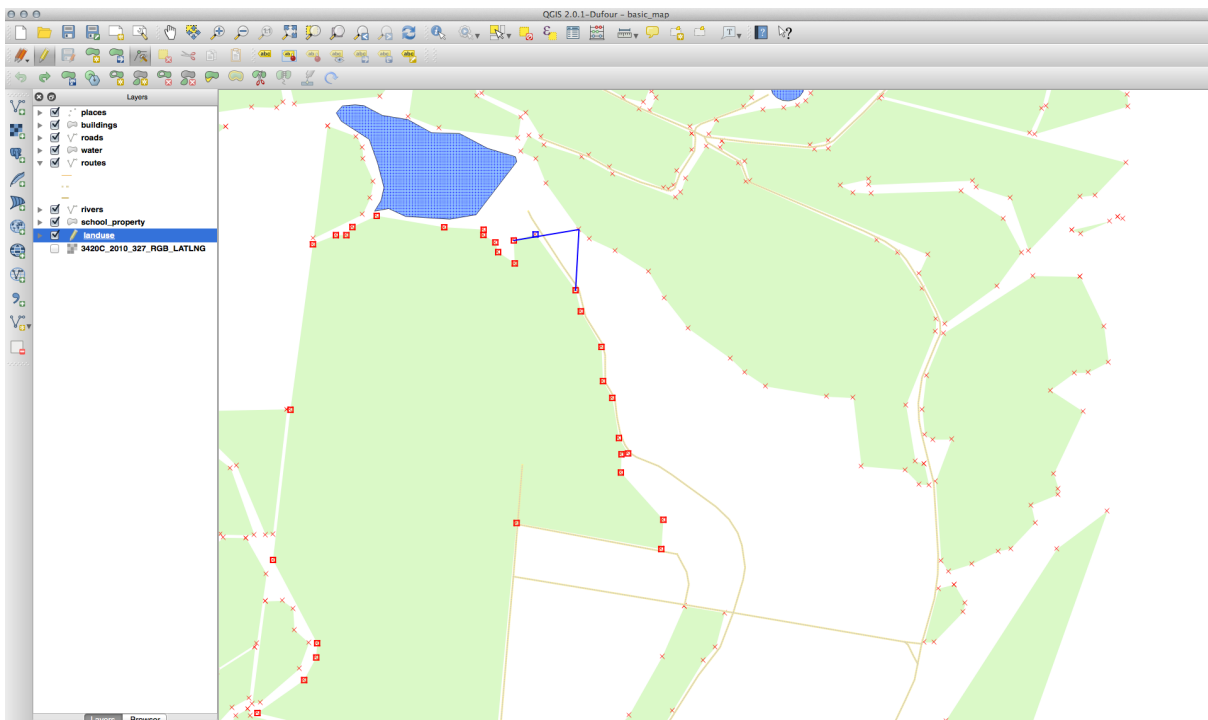 QGIS 2.0.1-Dufour - basic_map
Layers
places
buildings
roads
water
routes
rivers
school_property
landuse
3420C_2010_327_RGB_LATLNG
Layers Browser